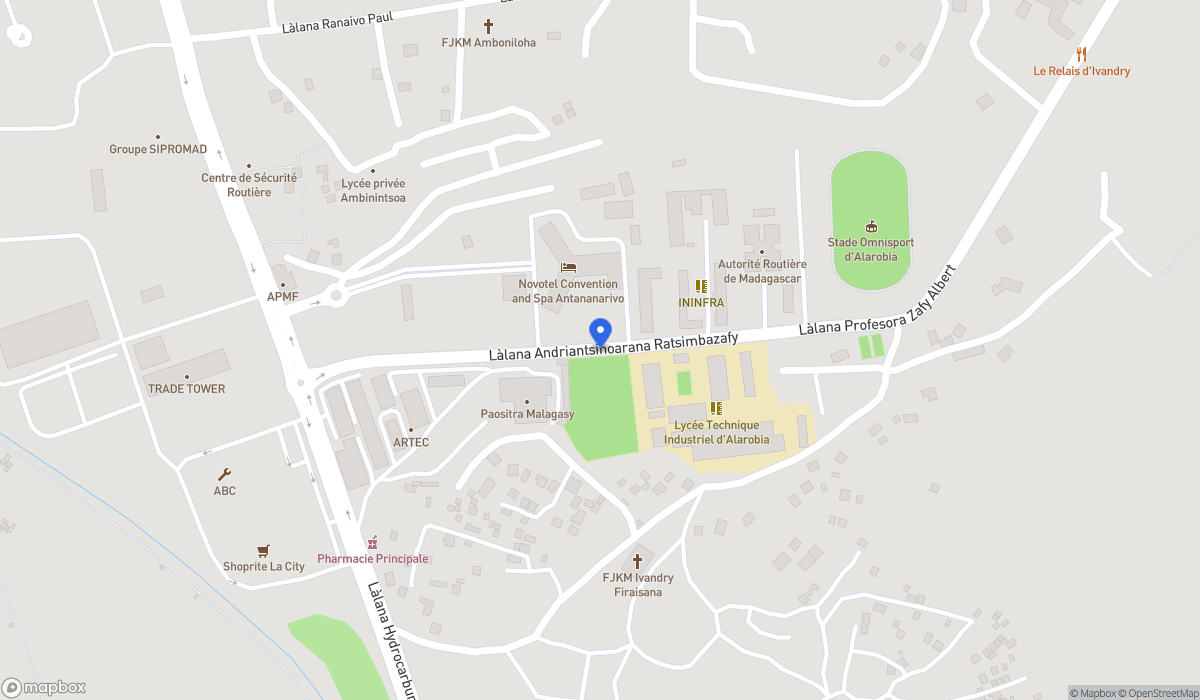 Làlana Ranaivo Paul
FJKM Amboniloha
Le Relais d'Ivandry
Groupe SIPROMAD
Centre de Sécurité
Routière
Lycée privée
Ambinintsoa
Stade Omnisport
d'Alarobia
Autorité Routière
de Madagascar
Novotel Convention
and Spa Antananarivo
APMF
ININFRA
Làlana Profesora Zafy Albert
Làlana Andriantsinoarana Ratsimbazafy
TRADE TOWER
Paositra Malagasy
Lycée Technique
Industriel d'Alarobia
ARTEC
ABC
Pharmacie Principale
Shoprite La City
FJKM Ivandry
Firaisana
Làlana Hydrocarbur
mapbox
© Mapbox © OpenStreetMap